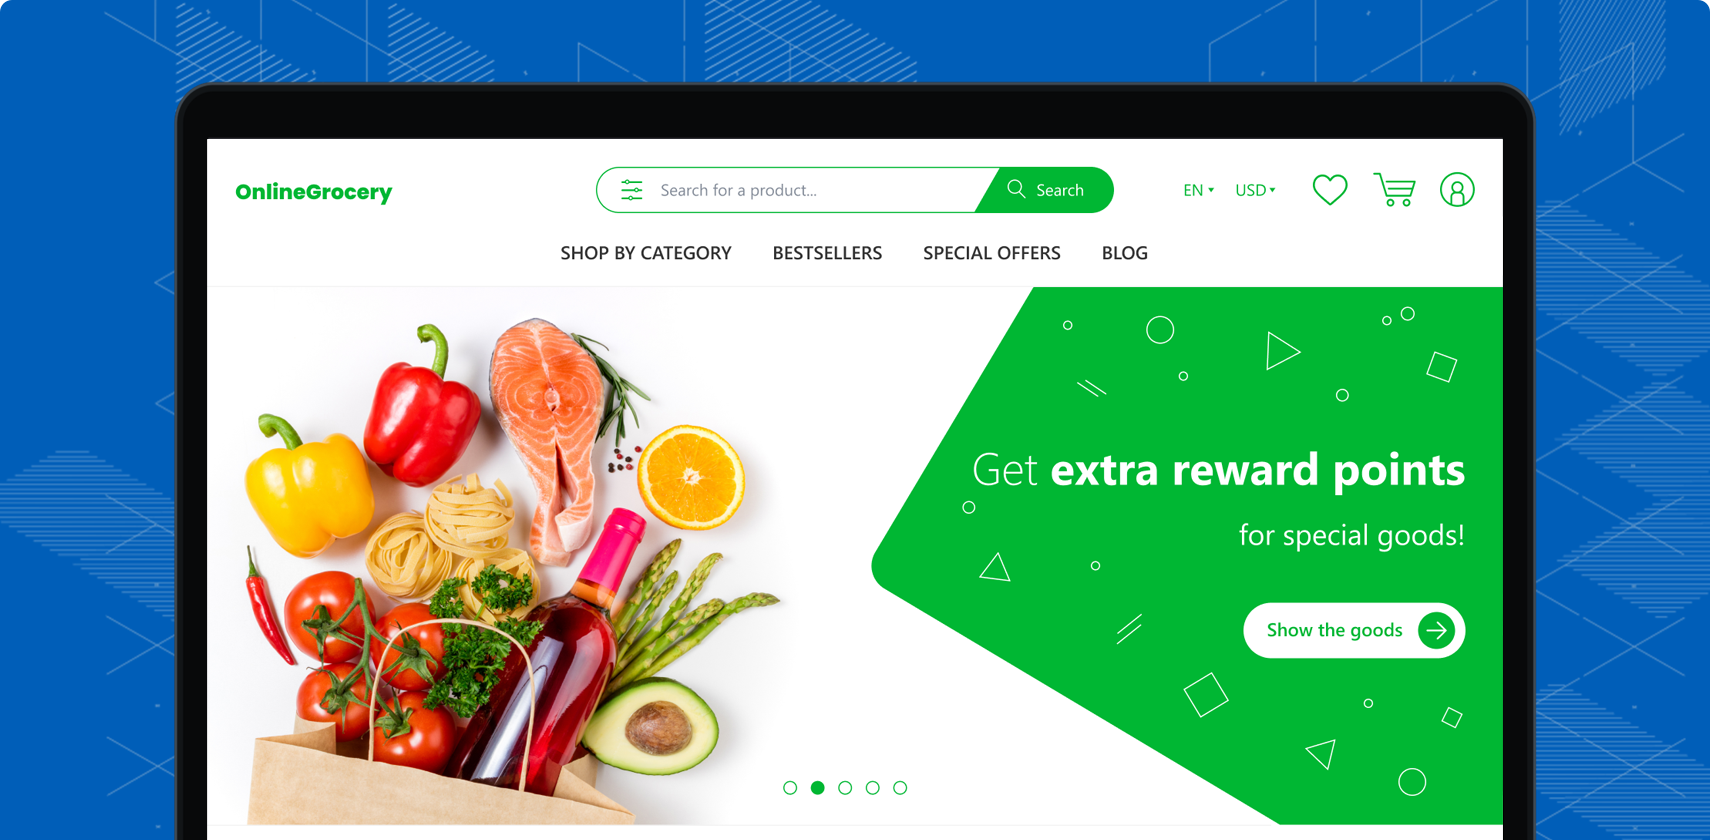 OnlineGrocery
Search for a product...
Search
EN
USD
SHOP BY CATEGORY
BESTSELLERS
SPECIAL OFFERS
BLOG
Get extra reward points
for special goods!
Show the goods